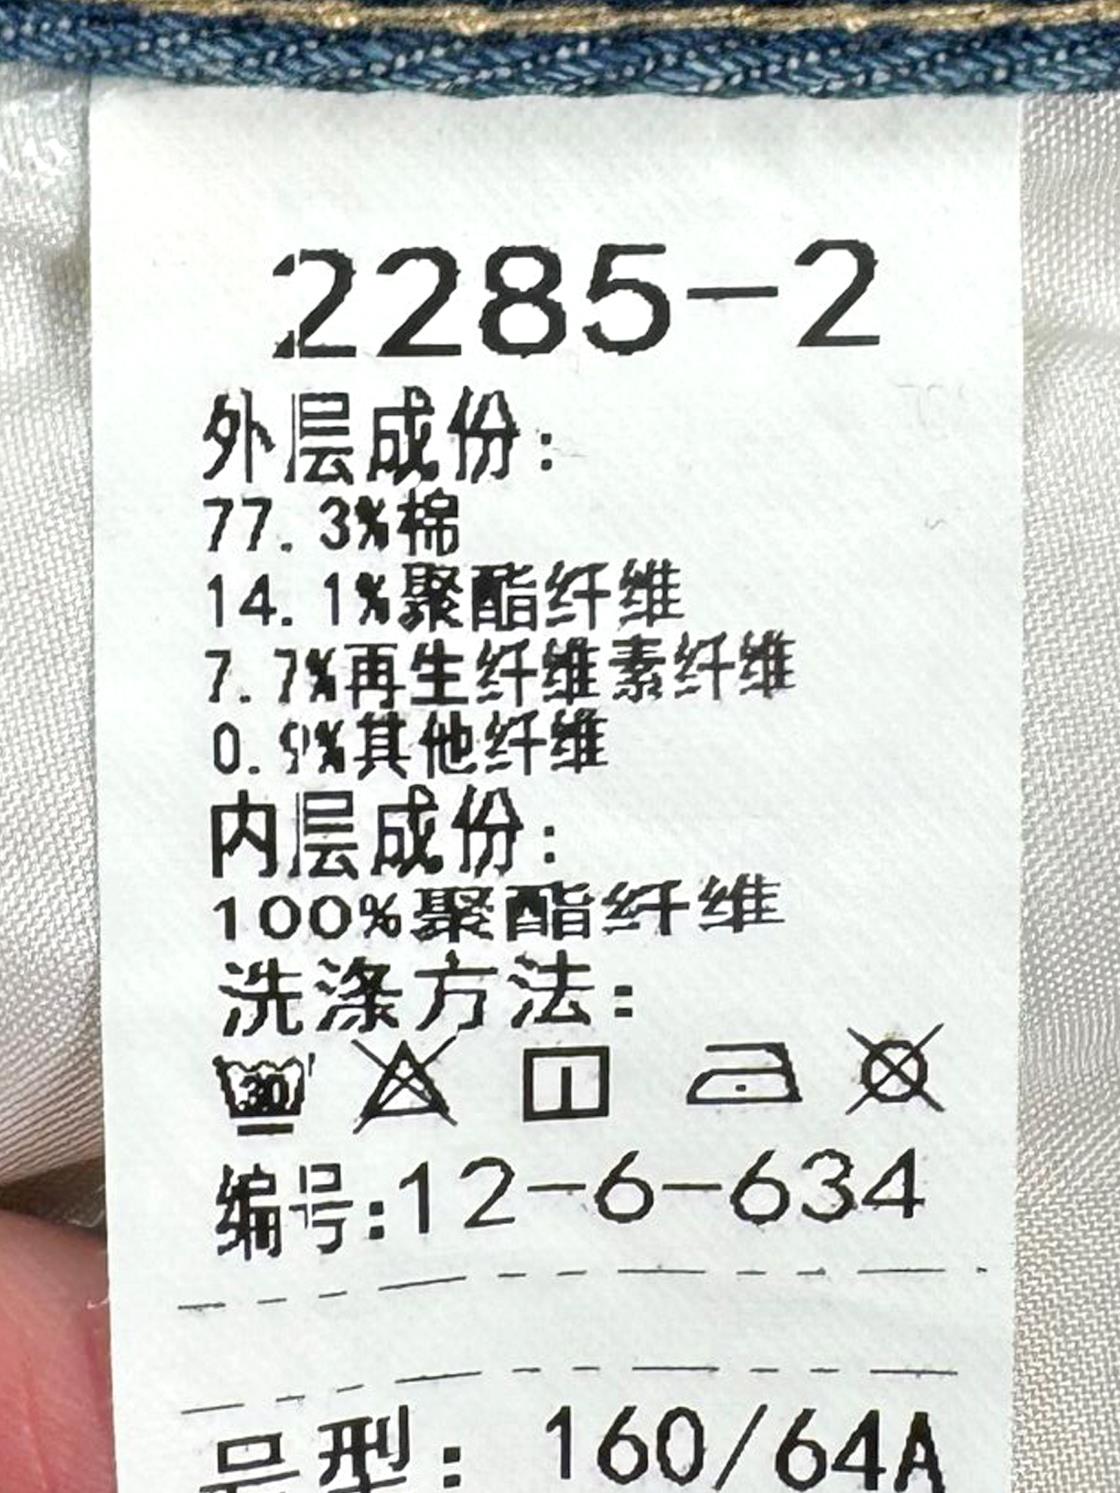 2285-2
外层成份:
77.3%棉
14.1%聚酯纤维
7.7%再生纤维素纤维
0.9%其他纤维
内层成份:
100%聚酯纤维
洗涤方法:
30
编号:12-6-634
号型: 160/64A